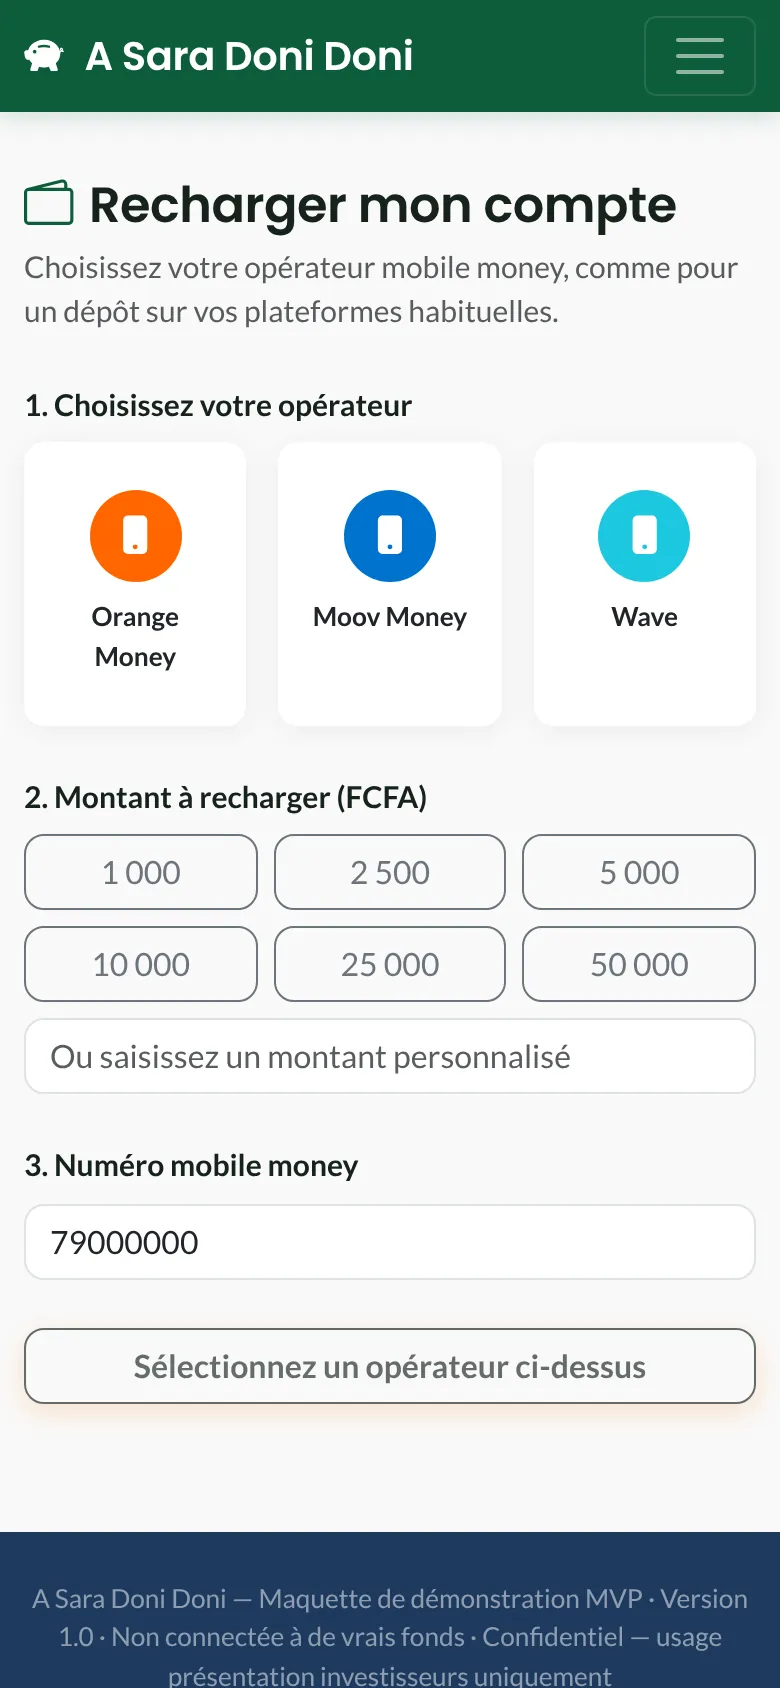 A Sara Doni Doni
Recharger mon compte
Choisissez votre opérateur mobile money, comme pour
un dépôt sur vos plateformes habituelles.
1. Choisissez votre opérateur
Orange
Money
Moov Money
Wave
2. Montant à recharger (FCFA)
1 000
2 500
5 000
10 000
25 000
50 000
Ou saisissez un montant personnalisé
3. Numéro mobile money
79000000
Sélectionnez un opérateur ci-dessus
A Sara Doni Doni — Maquette de démonstration MVP · Version
1.0 · Non connectée à de vrais fonds · Confidentiel — usage
présentation investisseurs uniquement